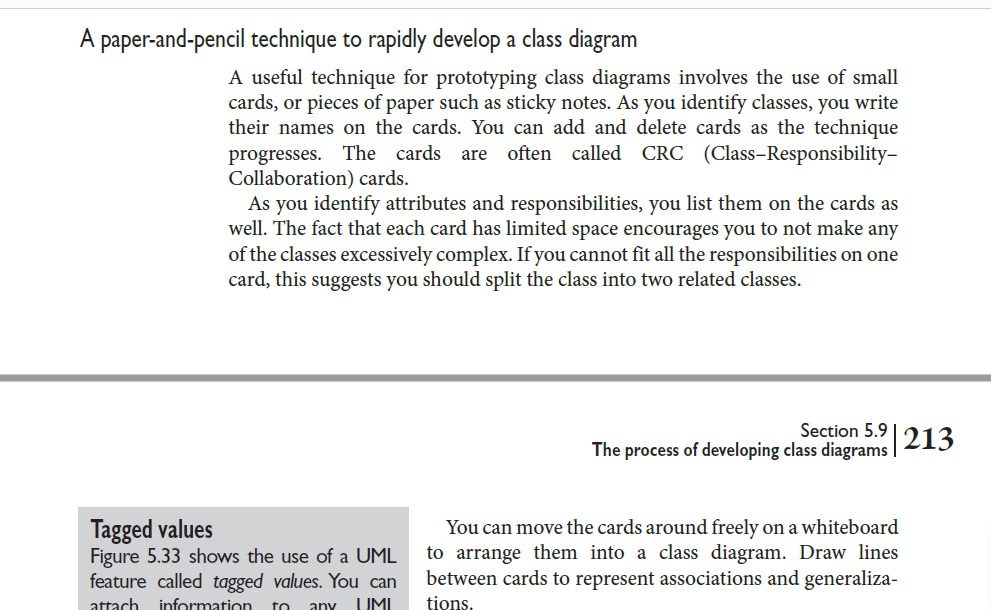 A paper-and-pencil technique to rapidly develop a class diagram
A useful technique for prototyping class diagrams involves the use of small
cards, or pieces of paper such as sticky notes. As you identify classes, you write
their names on the cards. You can add and delete cards as the technique
progresses. The cards are often called CRC (Class–Responsibility–
Collaboration) cards.
As you identify attributes and responsibilities, you list them on the cards as
well. The fact that each card has limited space encourages you to not make any
of the classes excessively complex. If you cannot fit all the responsibilities on one
card, this suggests you should split the class into two related classes.
Section 5.9
The process of developing class diagrams
213
Tagged values
Figure 5.33 shows the use of a UML
feature called tagged values. You can
attach information to any UML
You can move the cards around freely on a whiteboard
to arrange them into a class diagram. Draw lines
between cards to represent associations and generaliza-
tions.